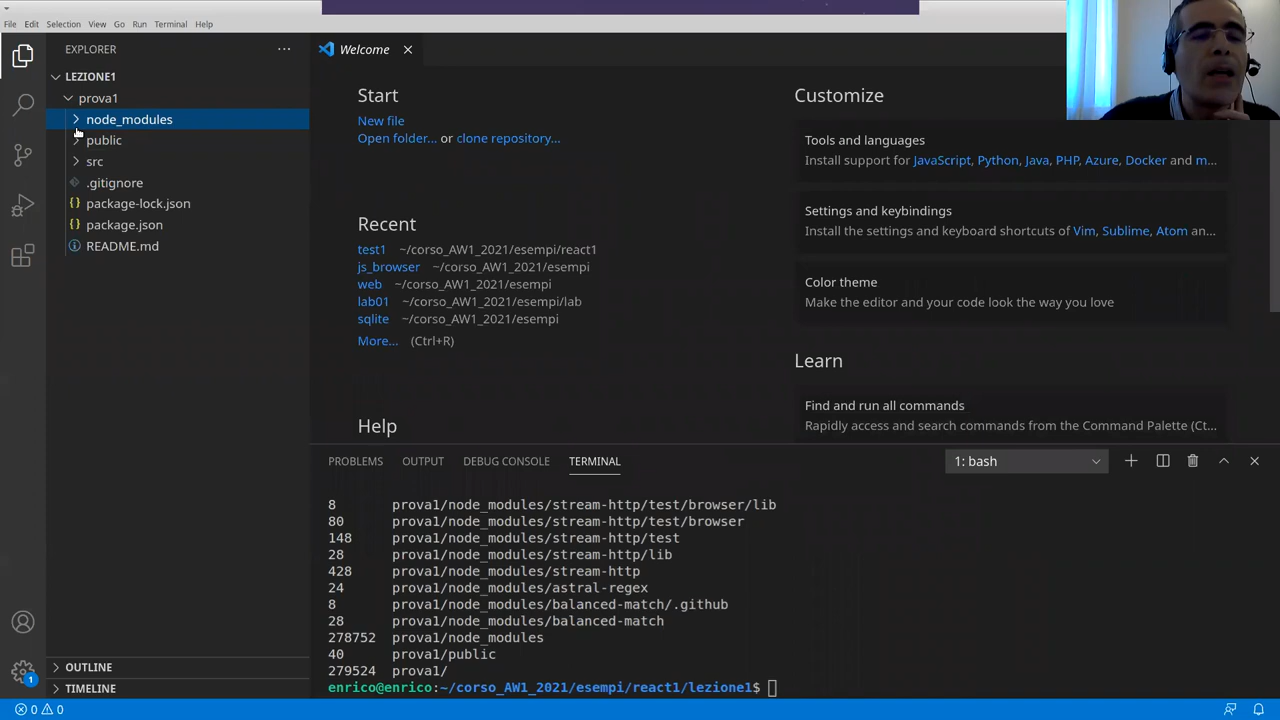 File Edit Selection View Go Run Terminal Help
EXPLORER ...
Welcome
LEZIONE1
prova1
node_modules
public
src
.gitignore
package-lock.json
package.json
README.md
OUTLINE
TIMELINE
Start
New file
Open folder... or clone repository...
Recent
test1 ~/corso_AW1_2021/esempi/react1
js_browser ~/corso_AW1_2021/esempi
web ~/corso_AW1_2021/esempi
lab01 ~/corso_AW1_2021/esempi/lab
sqlite ~/corso_AW1_2021/esempi
More... (Ctrl+R)
Help
Customize
Tools and languages
Install support for JavaScript, Python, Java, PHP, Azure, Docker and m...
Settings and keybindings
Install the settings and keyboard shortcuts of Vim, Sublime, Atom an...
Color theme
Make the editor and your code look the way you love
Learn
Find and run all commands
Rapidly access and search commands from the Command Palette (Ct...
PROBLEMS OUTPUT DEBUG CONSOLE TERMINAL 1: bash
8 prova1/node_modules/stream-http/test/browser/lib
80 prova1/node_modules/stream-http/test/browser
148 prova1/node_modules/stream-http/test
28 prova1/node_modules/stream-http/lib
428 prova1/node_modules/stream-http
24 prova1/node_modules/astral-regex
8 prova1/node_modules/balanced-match/.github
28 prova1/node_modules/balanced-match
278752 prova1/node_modules
40 prova1/public
279524 prova1/
enrico@enrico:~/corso_AW1_2021/esempi/react1/lezione1$
1
0 0